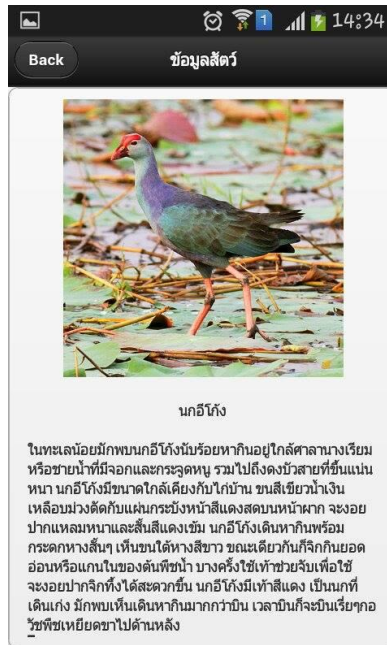 14:34
Back
ข้อมูลสัตว์
นกอีโก้ง
ในทะเลน้อยมักพบนกอีโก้งนับร้อยหากินอยู่ใกล้ศาลานางเรียม
หรือชายน้ำที่มีจอกและกระจูดหนู รวมไปถึงดงบัวสายที่ขึ้นแน่น
หนา นกอีโก้งมีขนาดใกล้เคียงกับไก่บ้าน ขนสีเขียวน้ำเงิน
เหลือบม่วงตัดกับแผ่นกระบังหน้าสีแดงสดบนหน้าผาก จะงอย
ปากแหลมหนาและสั้นสีแดงเข้ม นกอีโก้งเดินหากินพร้อม
กระดกหางสั้นๆ เห็นขนใต้หางสีขาว ขณะเดียวกันก็จิกกินยอด
อ่อนหรือแกนในของต้นพืชน้ำ บางครั้งใช้เท้าช่วยจับเพื่อใช้
จะงอยปากจิกทิ้งได้สะดวกขึ้น นกอีโก้งมีเท้าสีแดง เป็นนกที่
เดินเก่ง มักพบเห็นเดินหากินมากกว่าบิน เวลาบินก็จะบินเรี่ยๆกอ
วัชพืชเหยียดขาไปด้านหลัง